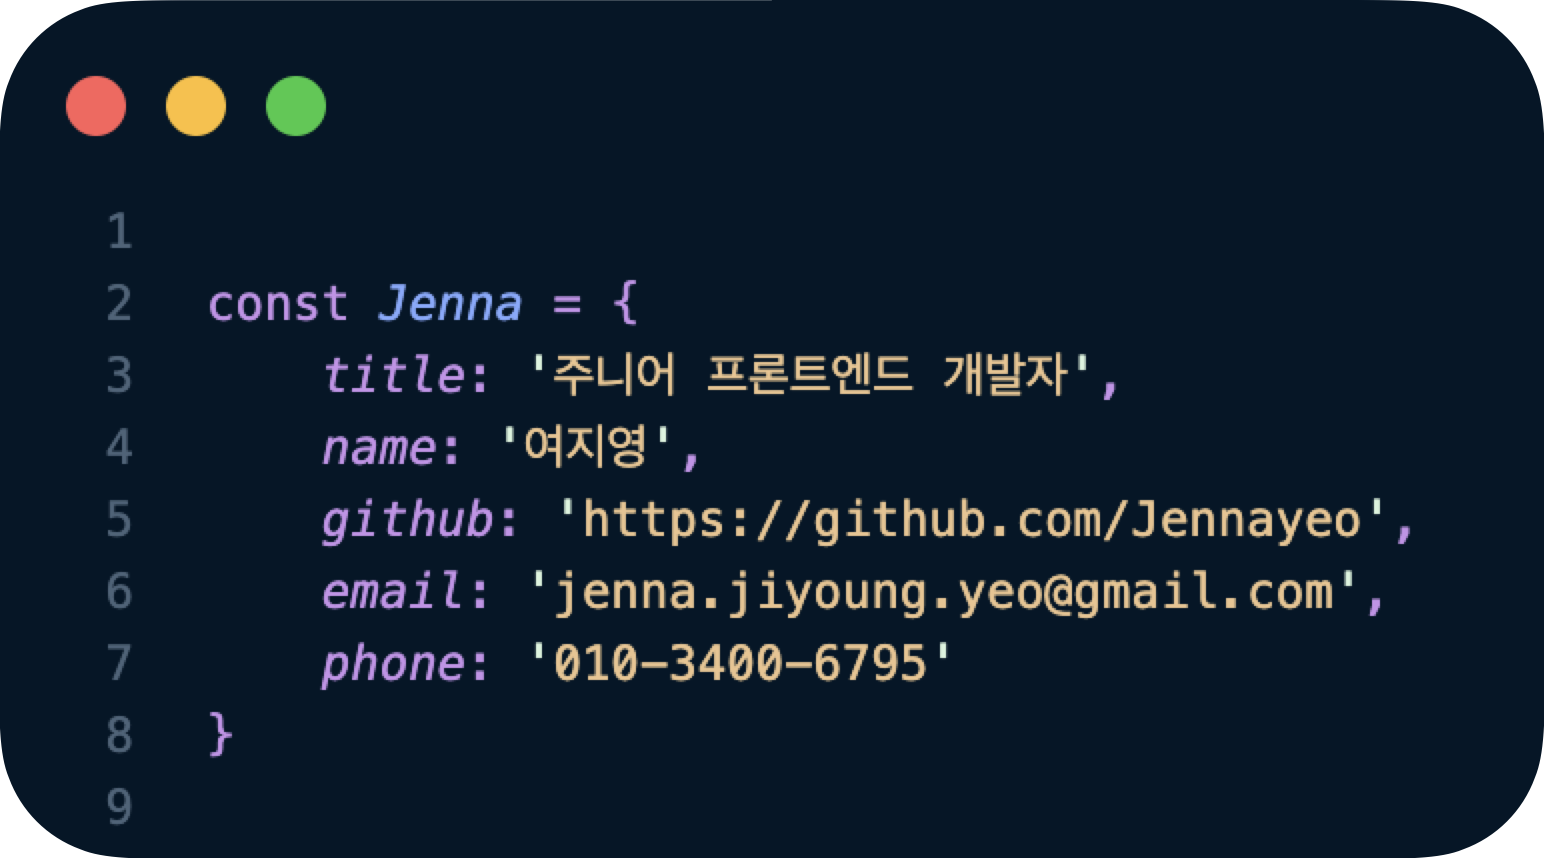 1
2 const Jenna = {
3 title: '주니어 프론트엔드 개발자',
4 name: '여지영',
5 github: 'https://github.com/Jennayeo',
6 email: 'jenna.jiyoung.yeo@gmail.com',
7 phone: '010-3400-6795'
8 }
9